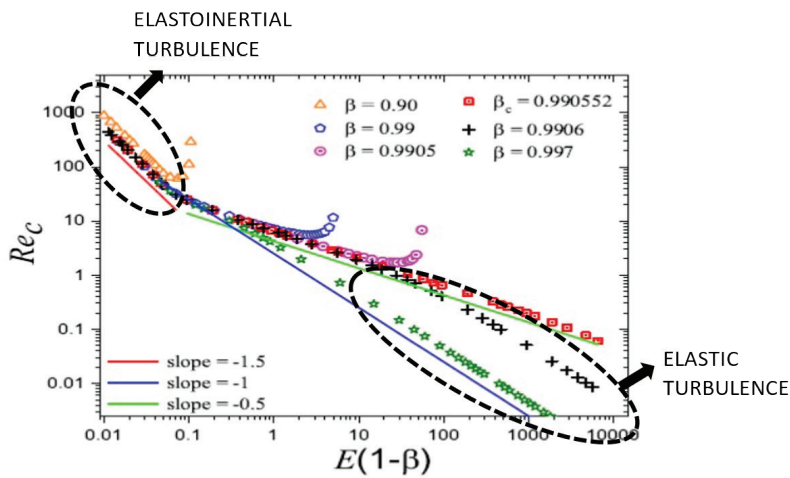 ELASTOINERTIAL
TURBULENCE
β = 0.90
β = 0.99
β = 0.9905
βc = 0.990552
β = 0.9906
β = 0.997
1000
100
10
1
0.1
0.01
Rec
slope = -1.5
slope = -1
slope = -0.5
ELASTIC
TURBULENCE
0.01
0.1
1
10
100
1000
10000
E(1-β)